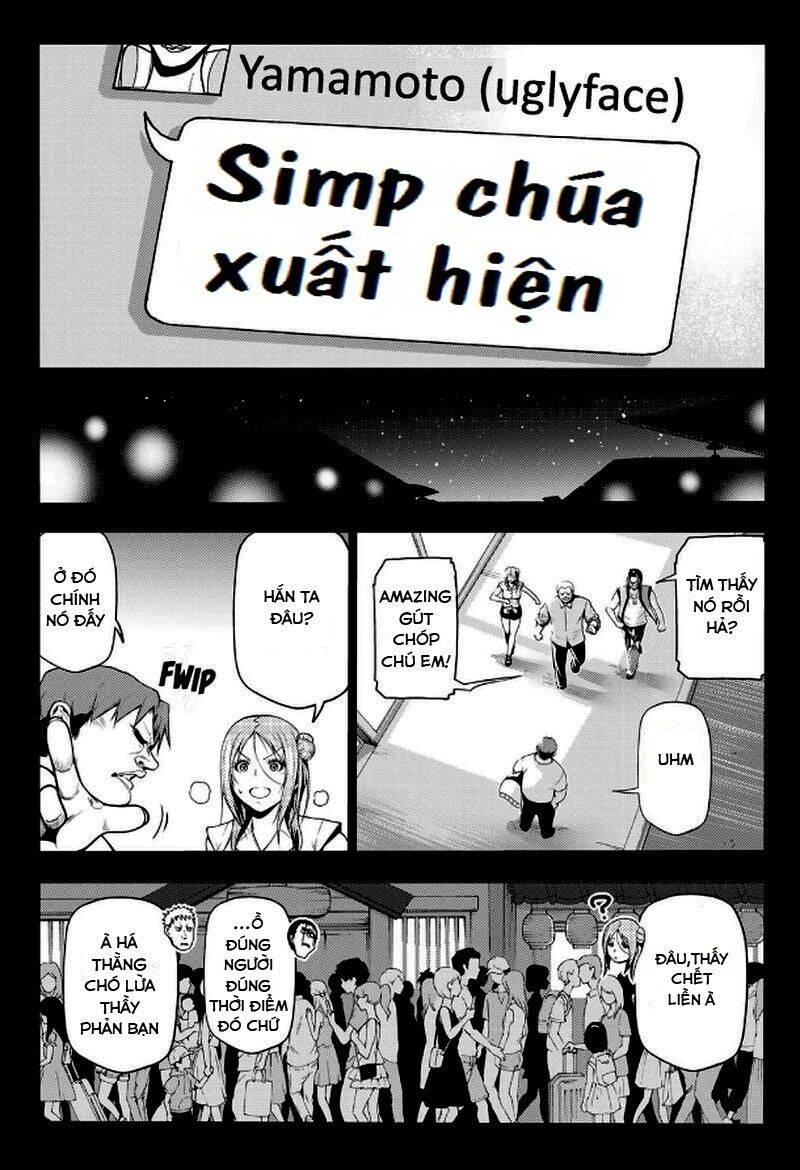 Yamamoto (uglyface)
Simp chúa
xuất hiện
TÌM THẤY
NÓ RỒI
HẢ?
AMAZING
GÚT
CHÓP
CHÚ EM!
UHM
HẮN TA
ĐÂU?
Ở ĐÓ
CHÍNH
NÓ ĐẤY
FWIP
?
ĐÂU,THẤY
CHẾT
LIỀN À
...Ồ
ĐÚNG
NGƯỜI
ĐÚNG
THỜI ĐIỂM
ĐÓ CHỨ
À HÁ
THẰNG
CHÓ LỪA
THẦY
PHẢN BẠN